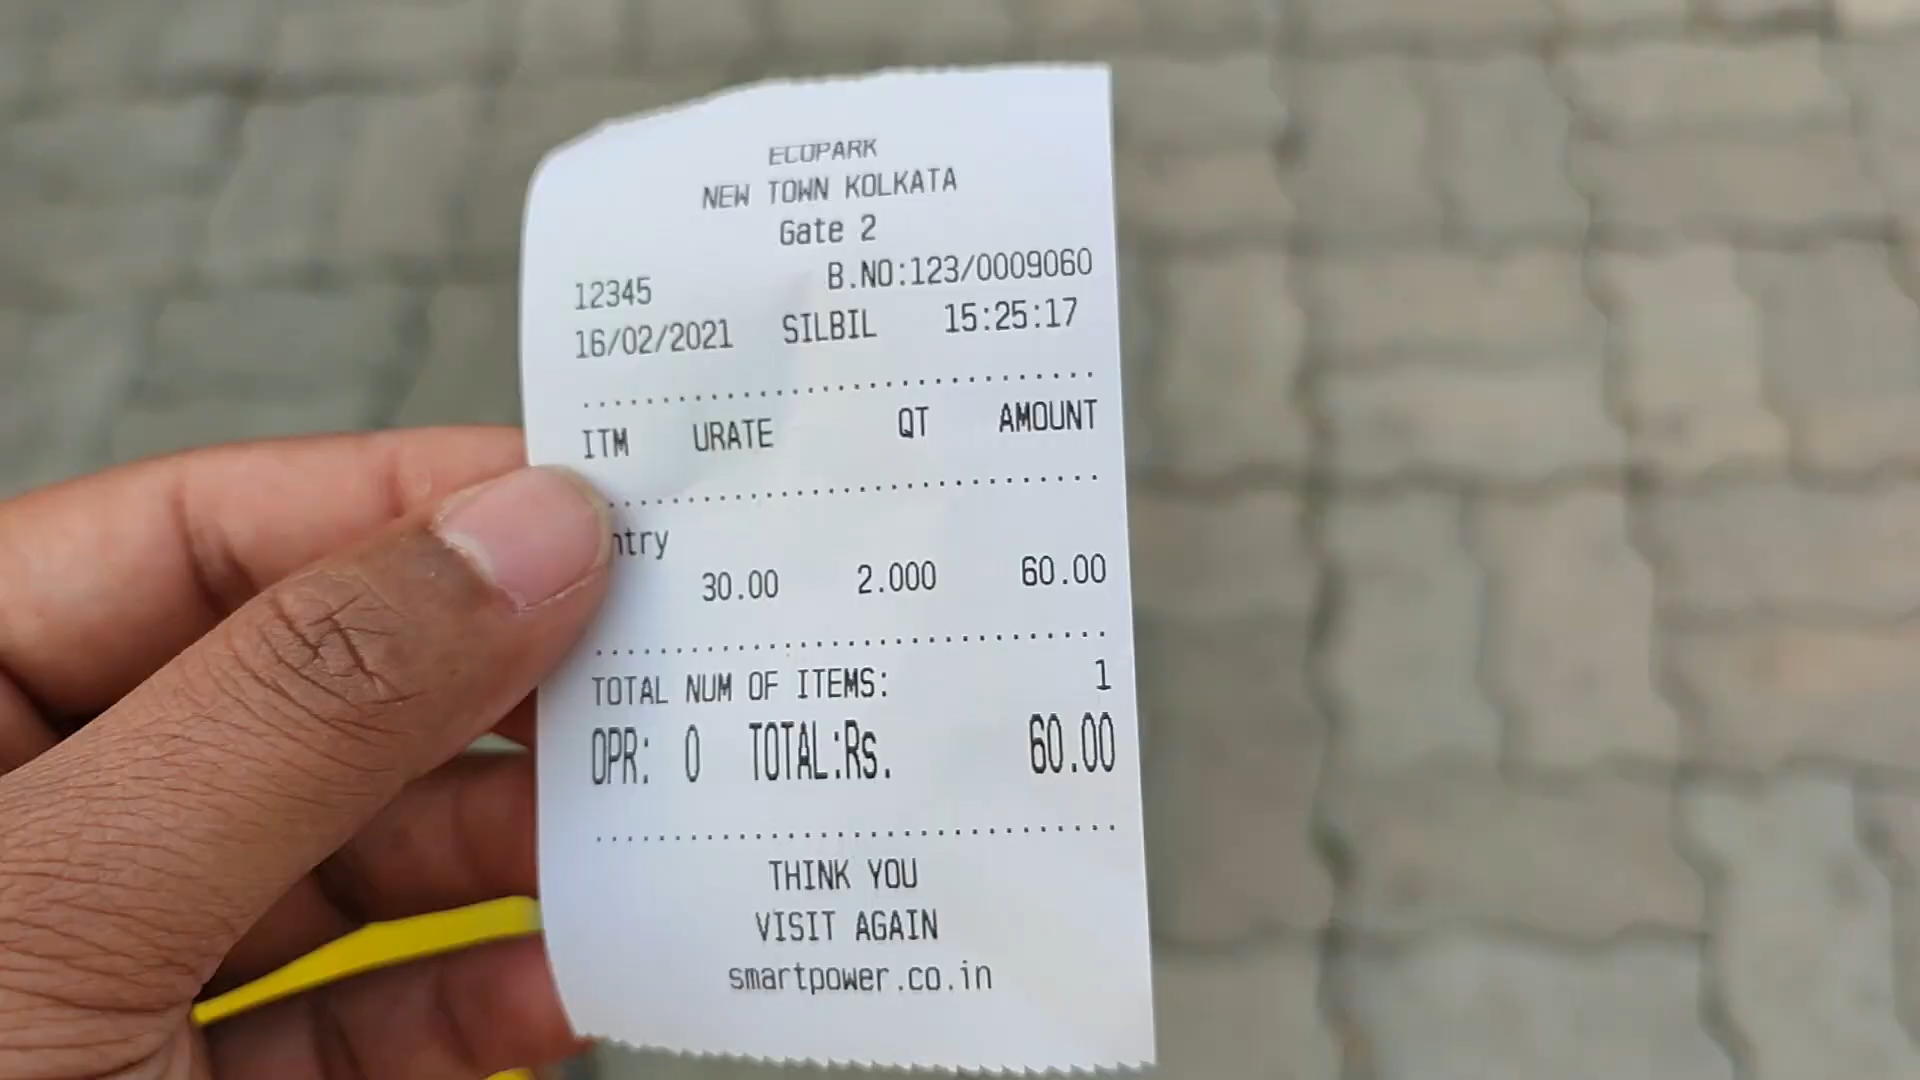 ECOPARK
NEW TOWN KOLKATA
Gate 2
12345 B.NO:123/0009060
16/02/2021 SILBIL 15:25:17
ITM URATE QT AMOUNT
ntry
30.00 2.000 60.00
TOTAL NUM OF ITEMS: 1
OPR: 0 TOTAL:Rs. 60.00
THINK YOU
VISIT AGAIN
smartpower.co.in